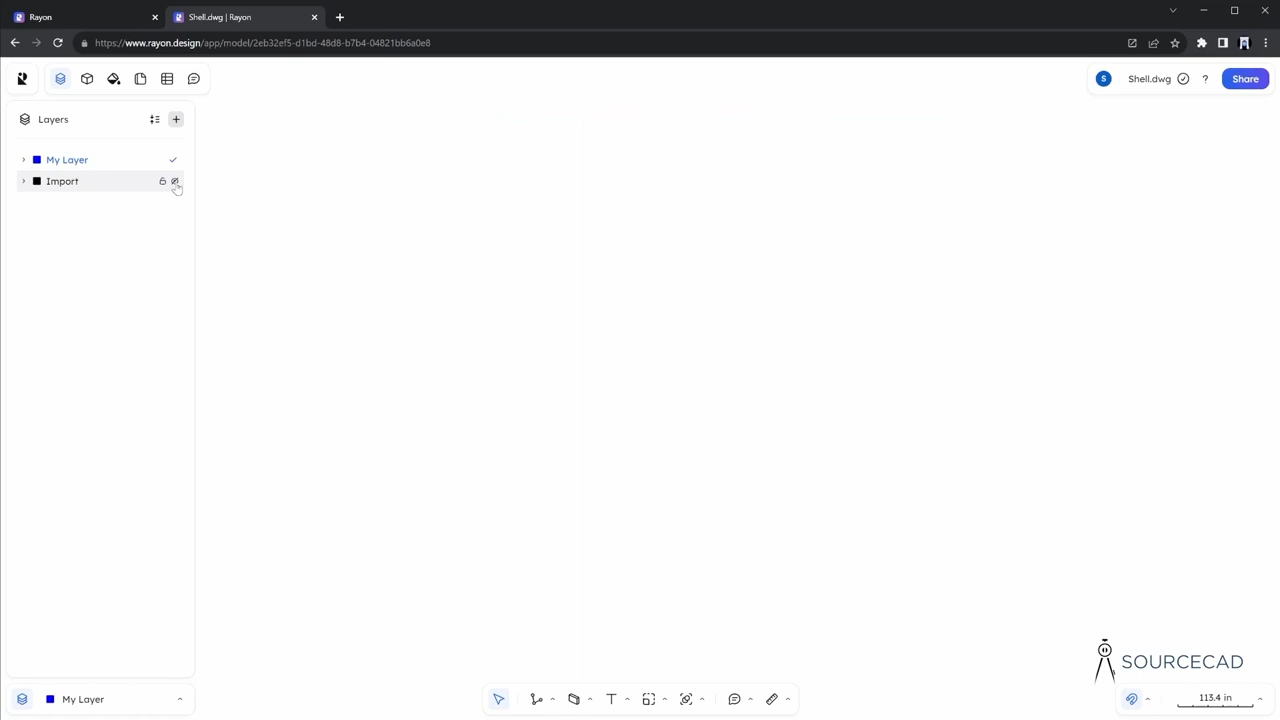 Rayon
Shell.dwg | Rayon
https://www.rayon.design/app/model/2eb32ef5-d1bd-48d8-b7b4-04821bb6a0e8
S
Shell.dwg
?
Share
Layers
My Layer
Import
SOURCECAD
My Layer
113.4 in